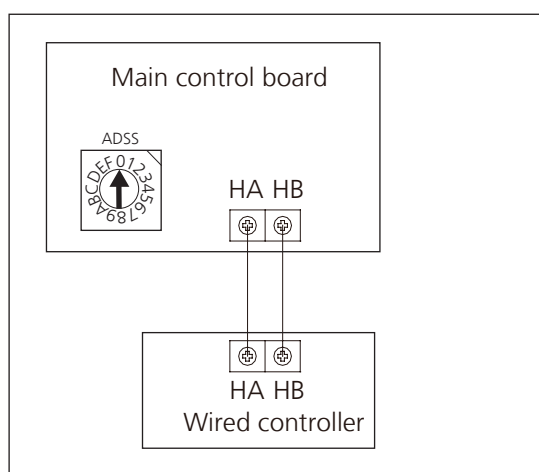 Main control board
ADSS
0123456789ABCDEF
HA HB
HA HB
Wired controller